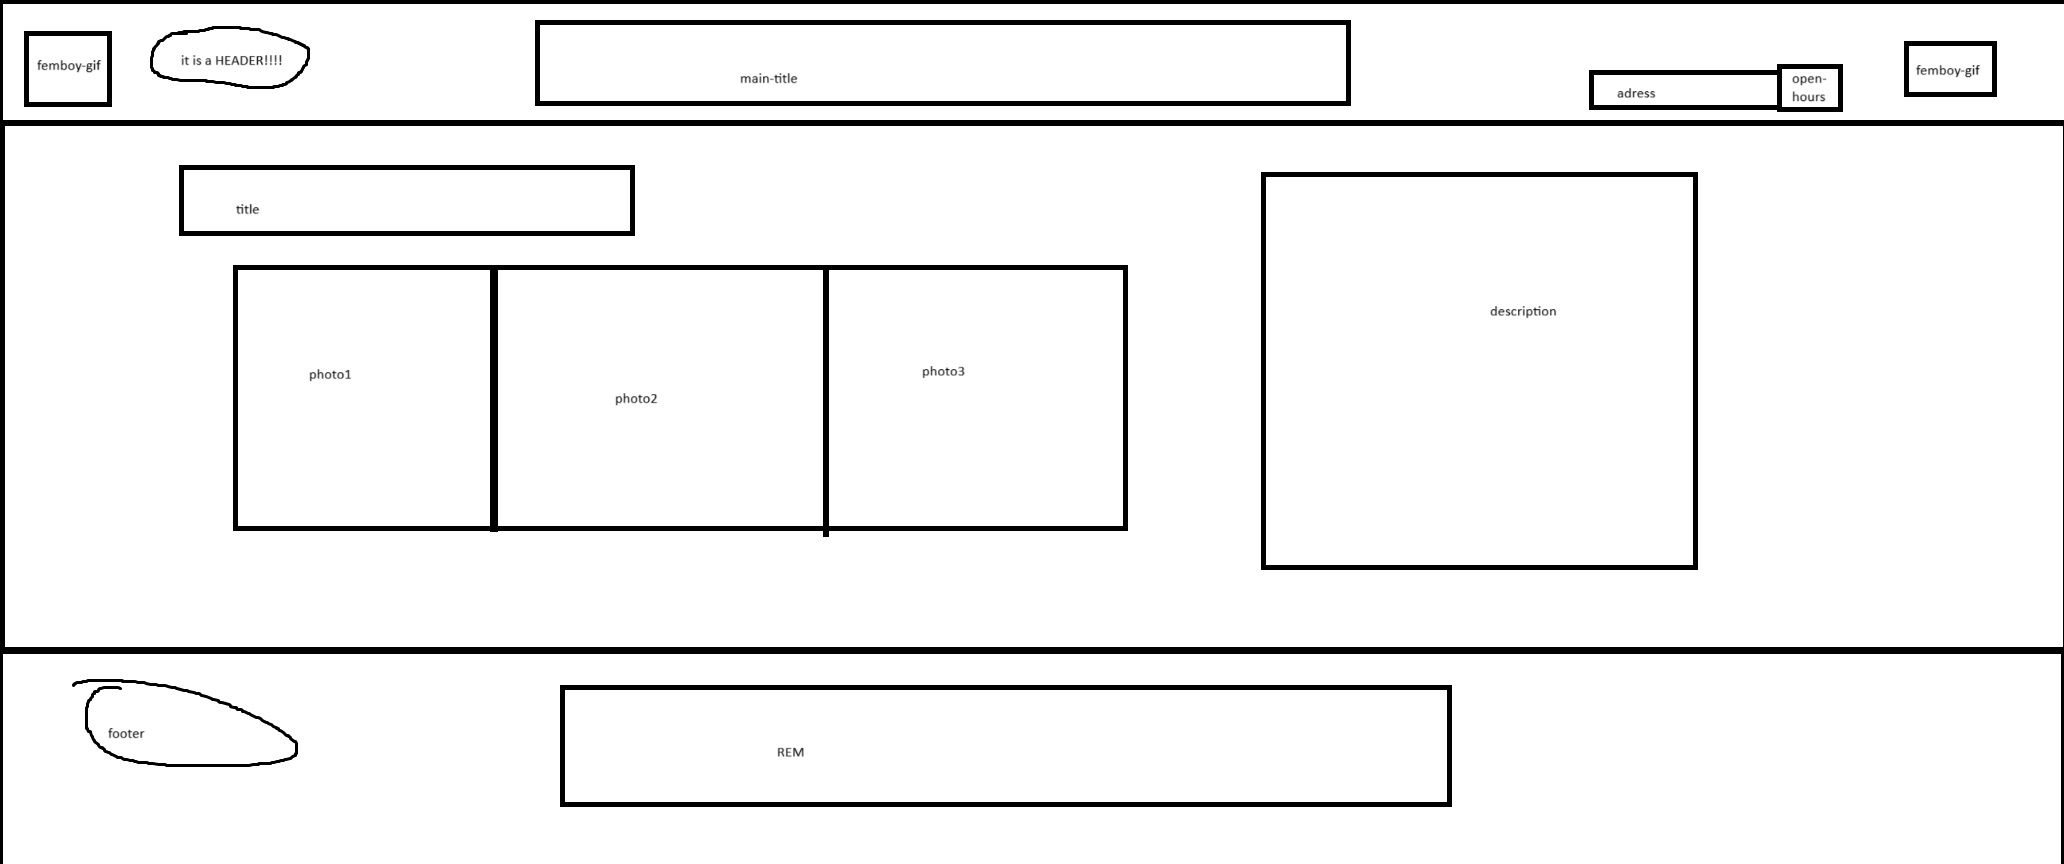 femboy-gif
it is a HEADER!!!!
main-title
adress
open-
hours
femboy-gif
title
photo1
photo2
photo3
description
footer
REM